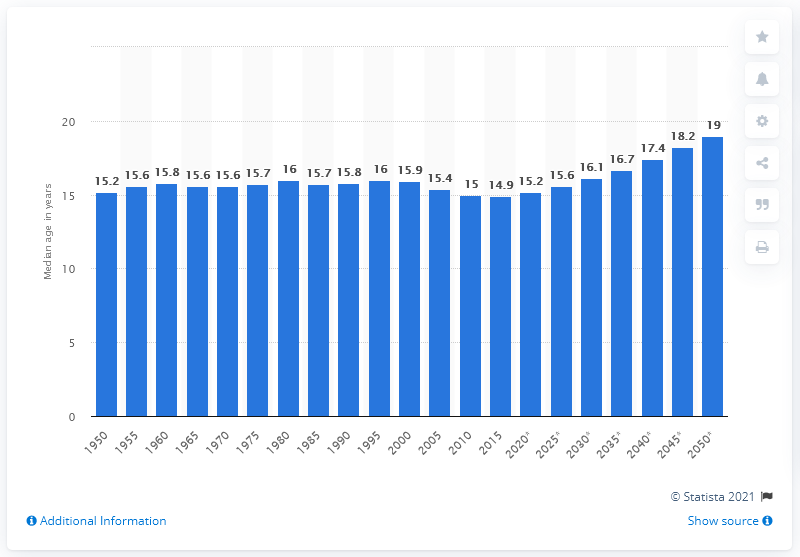 Median age in years
20
15
10
5
0
15.2 15.6 15.8 15.6 15.6 15.7 16 15.7 15.8 16 15.9 15.4 15 14.9 15.2 15.6 16.1 16.7 17.4 18.2 19
1950 1955 1960 1965 1970 1975 1980 1985 1990 1995 2000 2005 2010 2015 2020* 2025* 2030* 2035* 2040* 2045* 2050*
© Statista 2021
Additional Information
Show source